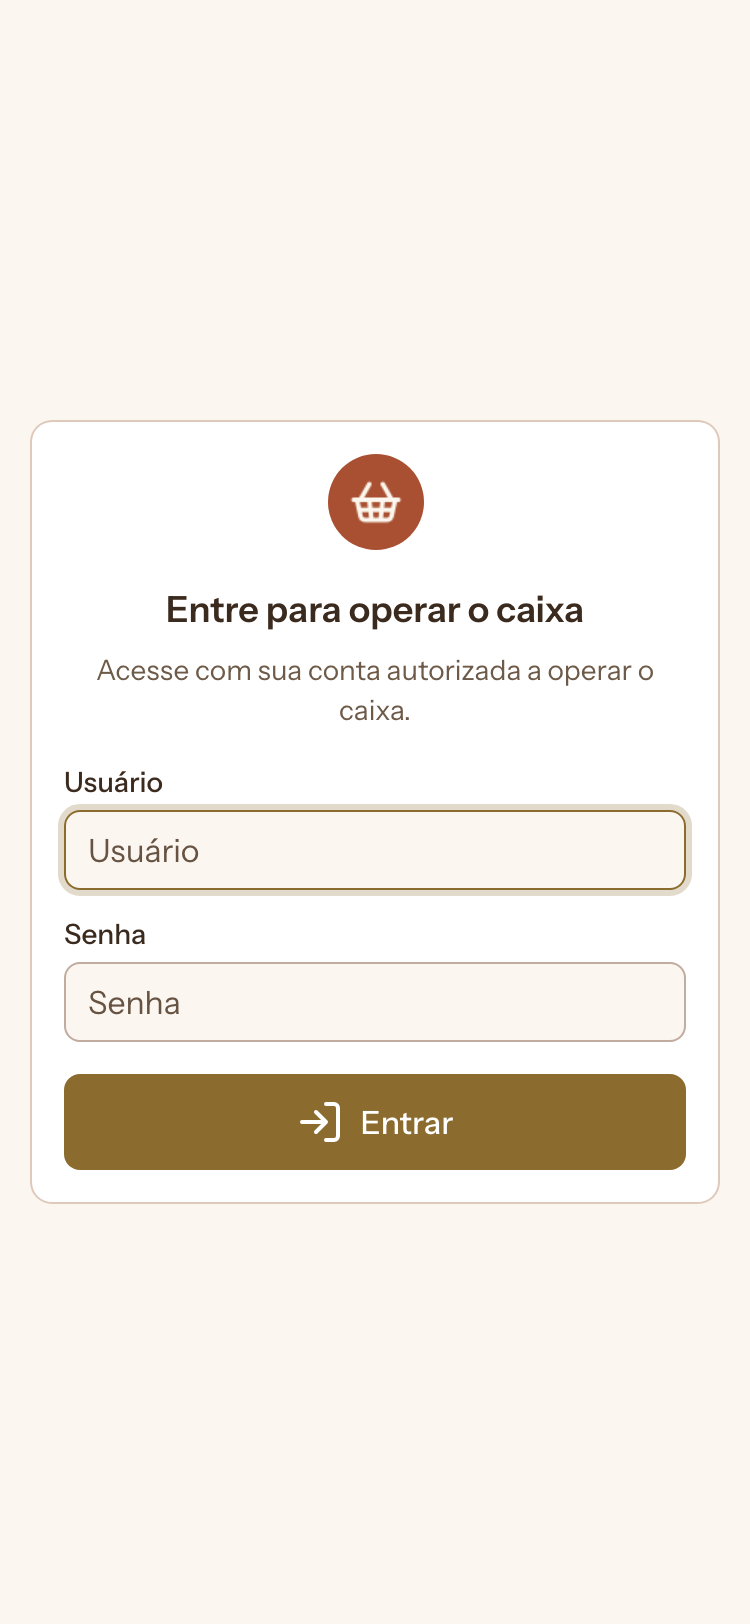 Entre para operar o caixa
Acesse com sua conta autorizada a operar o
caixa.
Usuário
Usuário
Senha
Senha
Entrar